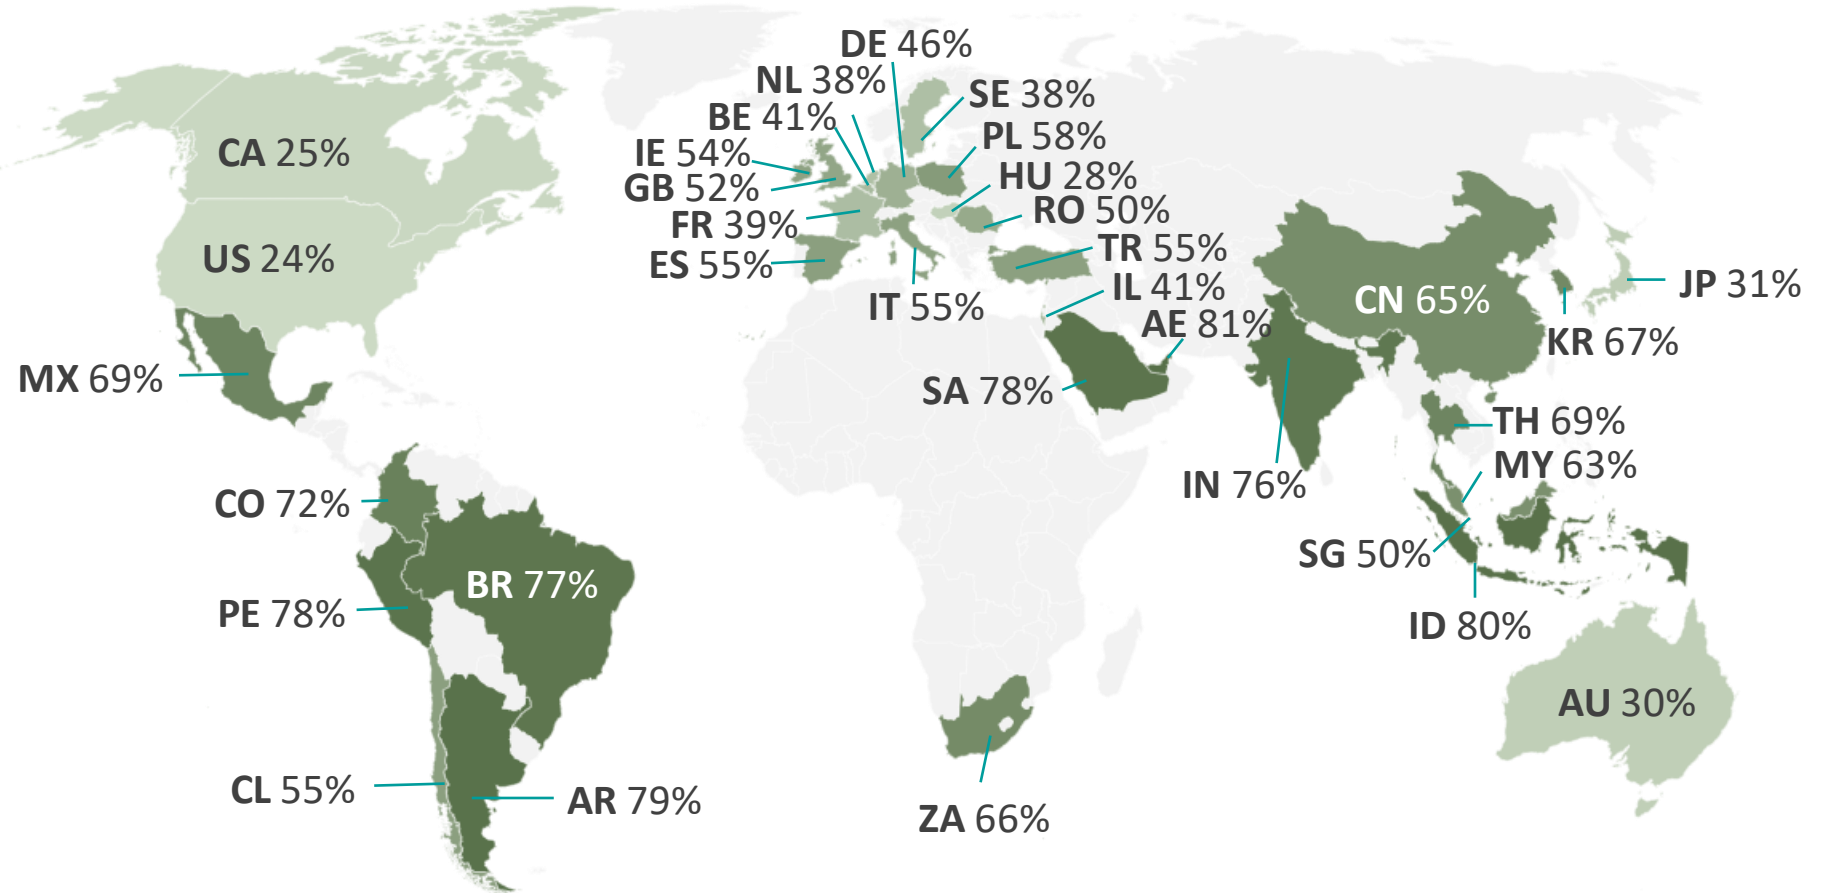 DE 46%
NL 38%
SE 38%
BE 41%
PL 58%
CA 25%
IE 54%
HU 28%
GB 52%
RO 50%
FR 39%
TR 55%
US 24%
ES 55%
IL 41%
JP 31%
IT 55%
CN 65%
AE 81%
KR 67%
MX 69%
SA 78%
TH 69%
MY 63%
IN 76%
CO 72%
SG 50%
BR 77%
PE 78%
ID 80%
AU 30%
CL 55%
AR 79%
ZA 66%